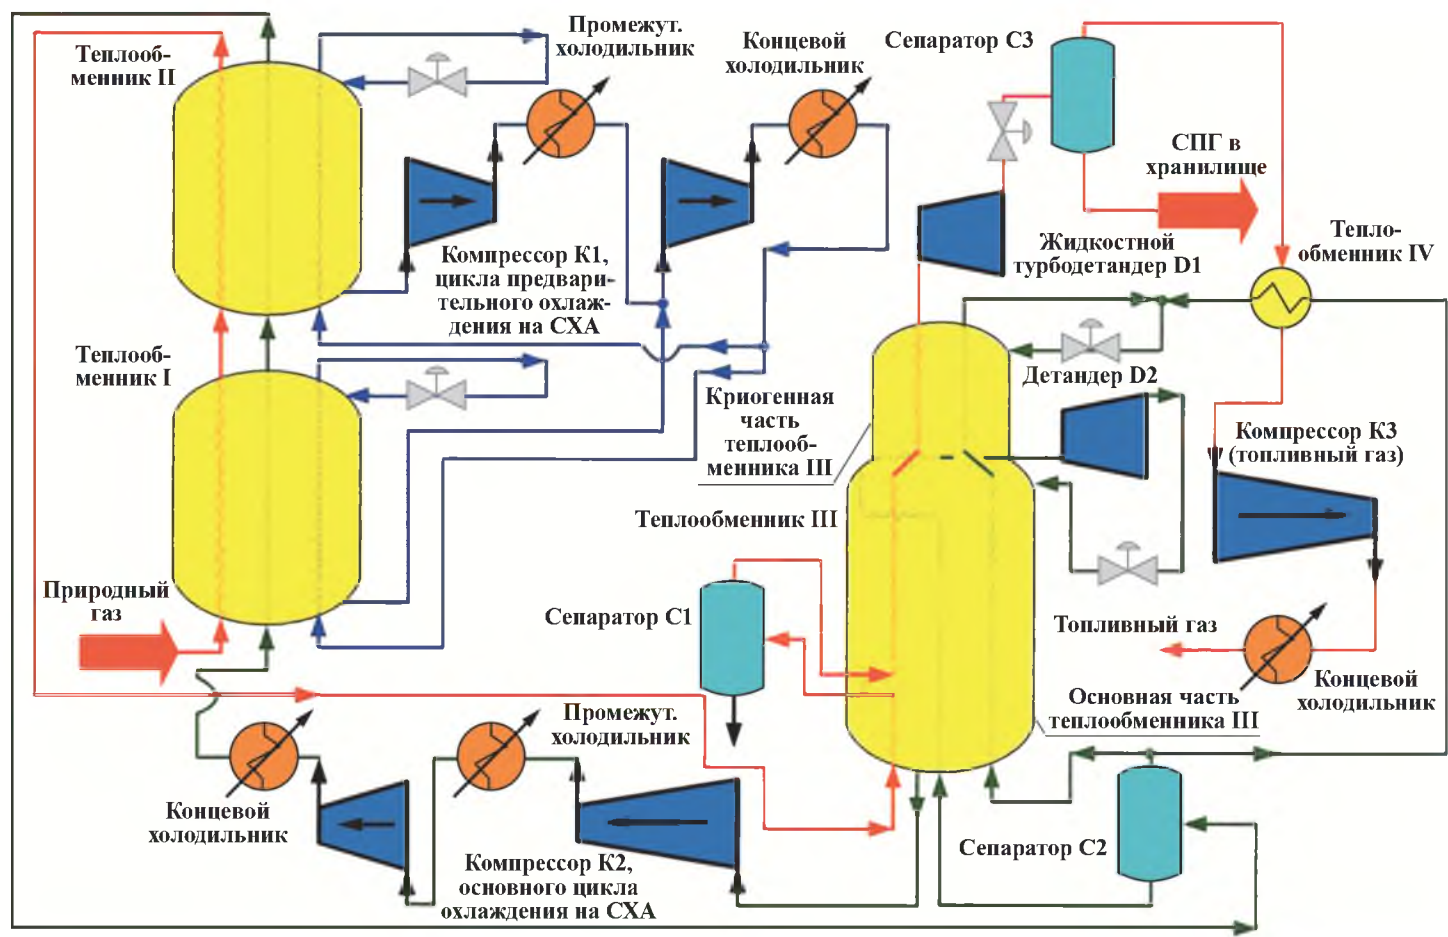 Теплооб-
менник II
Промежут.
холодильник
Концевой
холодильник
Сепаратор С3
СПГ в
хранилище
Тепло-
обменник IV
Жидкостной
турбодетандер D1
Компрессор К1,
цикла предвари-
тельного охлаж-
дения на СХА
Теплооб-
менник I
Детандер D2
Криогенная
часть
теплооб-
менника III
Компрессор К3
(топливный газ)
Теплообменник III
Природный
газ
Сепаратор С1
Топливный газ
Концевой
холодильник
Основная часть
теплообменника III
Промежут.
холодильник
Концевой
холодильник
Сепаратор С2
Компрессор К2,
основного цикла
охлаждения на СХА